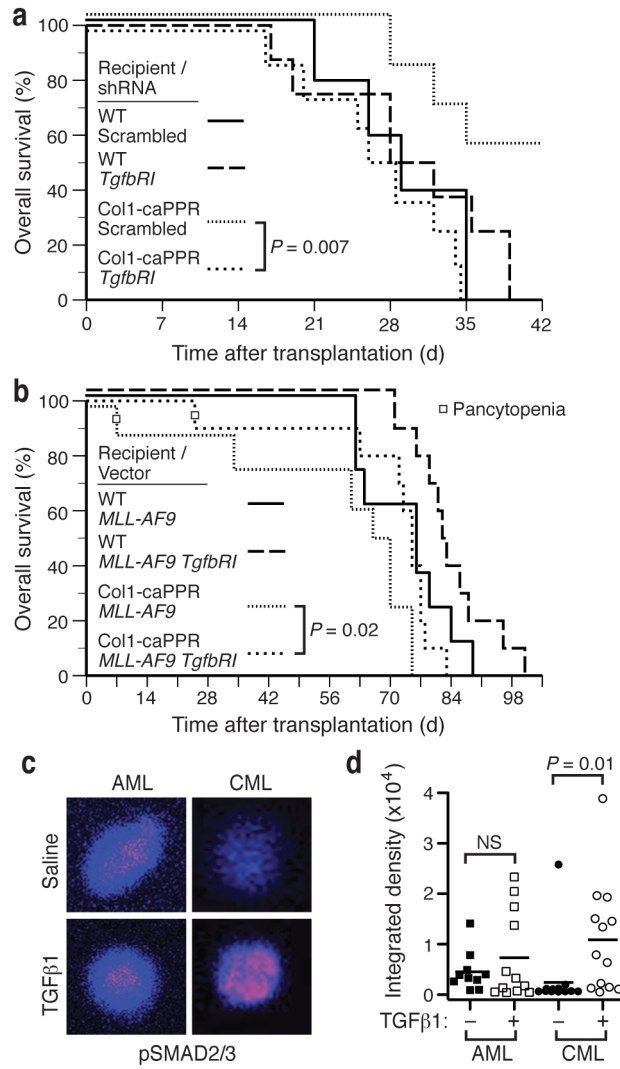 a
Overall survival (%)
100
80
60
40
20
0
Recipient /
shRNA
WT
Scrambled
WT
TgfbRI
Col1-caPPR
Scrambled
Col1-caPPR
TgfbRI
P = 0.007
0 7 14 21 28 35 42
Time after transplantation (d)
b
Overall survival (%)
100
80
60
40
20
0
Pancytopenia
Recipient /
Vector
WT
MLL-AF9
WT
MLL-AF9 TgfbRI
Col1-caPPR
MLL-AF9
Col1-caPPR
MLL-AF9 TgfbRI
P = 0.02
0 14 28 42 56 70 84 98
Time after transplantation (d)
c
AML CML
Saline
TGFβ1
pSMAD2/3
d
Integrated density (x10⁴)
4
3
2
1
0
NS
P = 0.01
TGFβ1: – + – +
AML CML